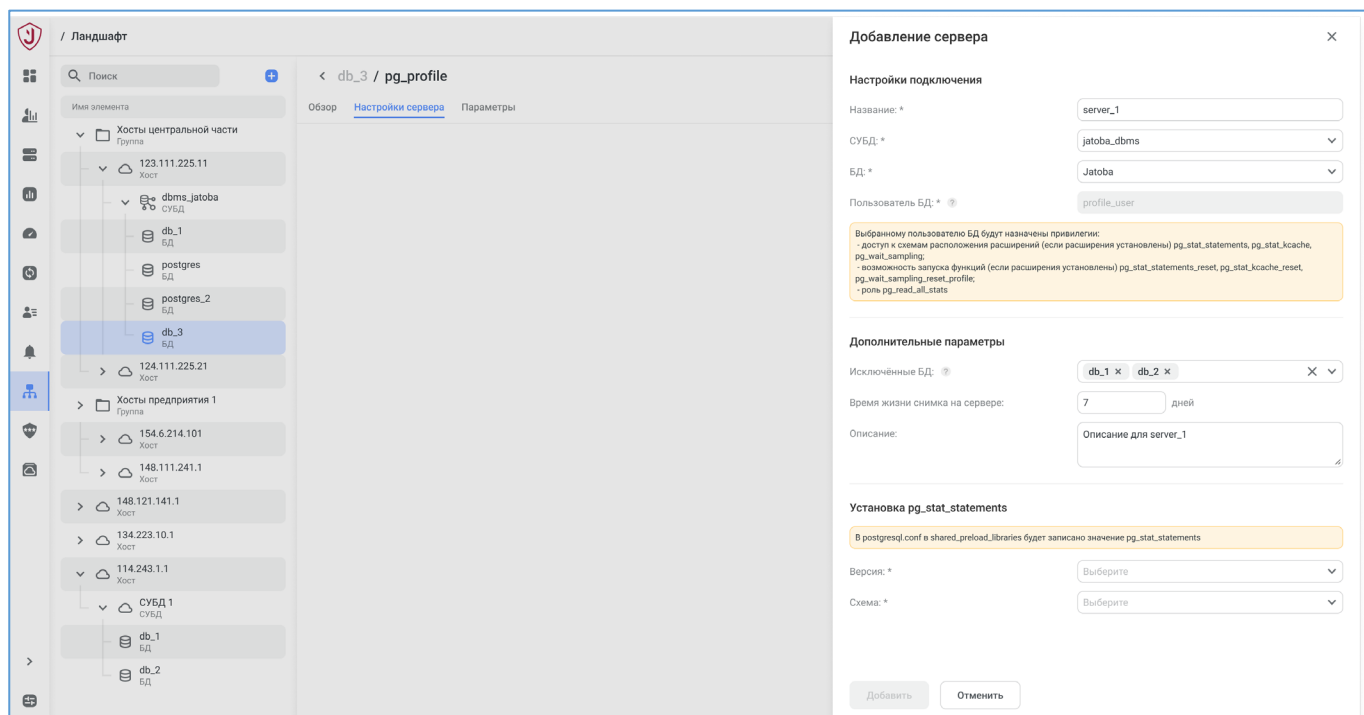 / Ландшафт
Поиск
Имя элемента
Хосты центральной части
Группа
123.111.225.11
Хост
dbms_jatoba
СУБД
db_1
БД
postgres
БД
postgres_2
БД
db_3
БД
124.111.225.21
Хост
Хосты предприятия 1
Группа
154.6.214.101
Хост
148.111.241.1
Хост
148.121.141.1
Хост
134.223.10.1
Хост
114.243.1.1
Хост
СУБД 1
СУБД
db_1
БД
db_2
БД
db_3 / pg_profile
Обзор Настройки сервера Параметры
Добавление сервера
Настройки подключения
Название: * server_1
СУБД: * jatoba_dbms
БД: * Jatoba
Пользователь БД: * ? profile_user
Выбранному пользователю БД будут назначены привилегии:
- доступ к схемам расположения расширений (если расширения установлены) pg_stat_statements, pg_stat_kcache,
pg_wait_sampling;
- возможность запуска функций (если расширения установлены) pg_stat_statements_reset, pg_stat_kcache_reset,
pg_wait_sampling_reset_profile;
- роль pg_read_all_stats
Дополнительные параметры
Исключённые БД: ? db_1 × db_2 ×
Время жизни снимка на сервере: 7 дней
Описание: Описание для server_1
Установка pg_stat_statements
В postgresql.conf в shared_preload_libraries будет записано значение pg_stat_statements
Версия: * Выберите
Схема: * Выберите
Добавить Отменить